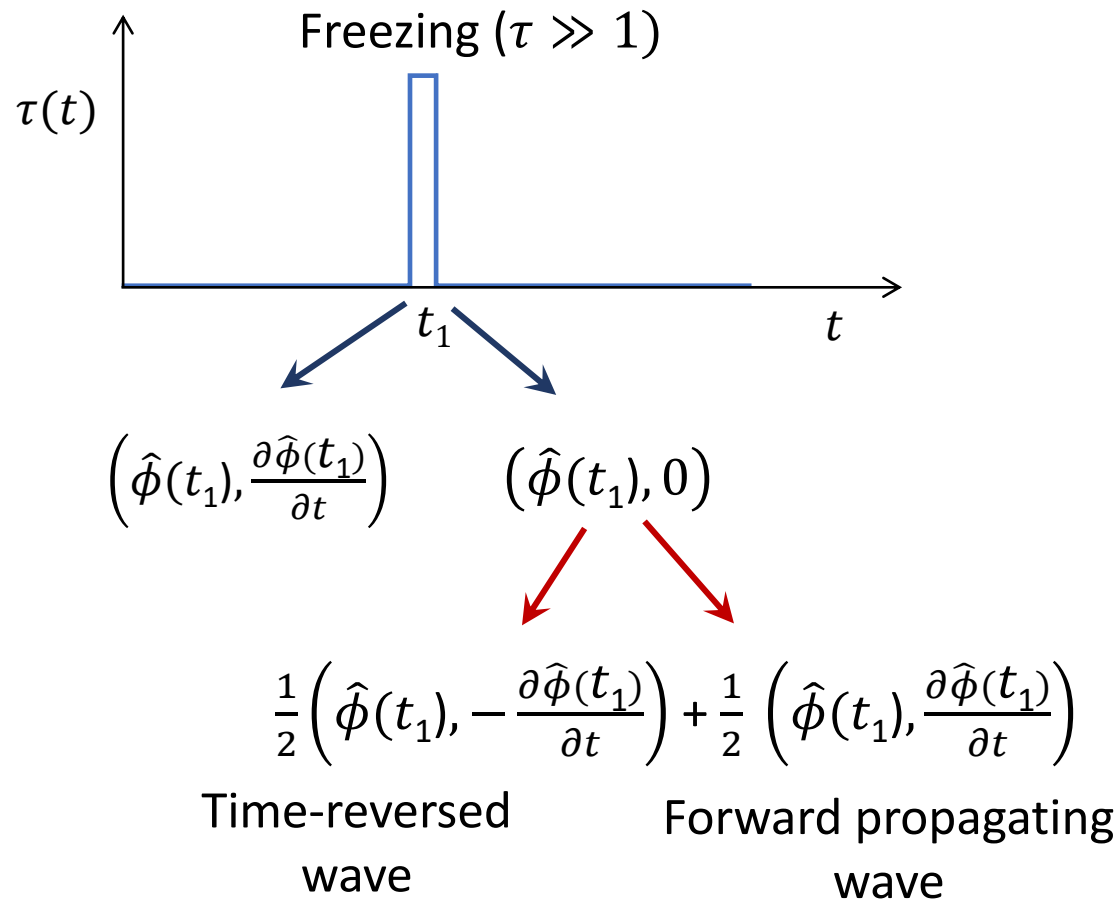 Freezing (τ ≫ 1)
τ(t)
t₁
t
(ϕ̂(t₁), ∂ϕ̂(t₁)/∂t)
(ϕ̂(t₁), 0)
1/2 (ϕ̂(t₁), −∂ϕ̂(t₁)/∂t) + 1/2 (ϕ̂(t₁), ∂ϕ̂(t₁)/∂t)
Time-reversed
wave
Forward propagating
wave